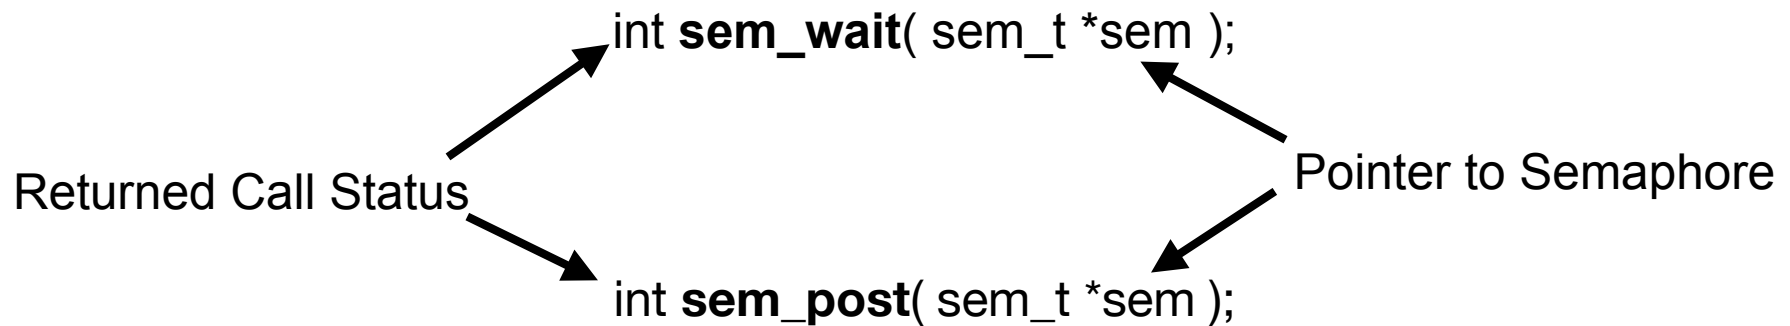 int sem_wait( sem_t *sem );
Returned Call Status
Pointer to Semaphore
int sem_post( sem_t *sem );